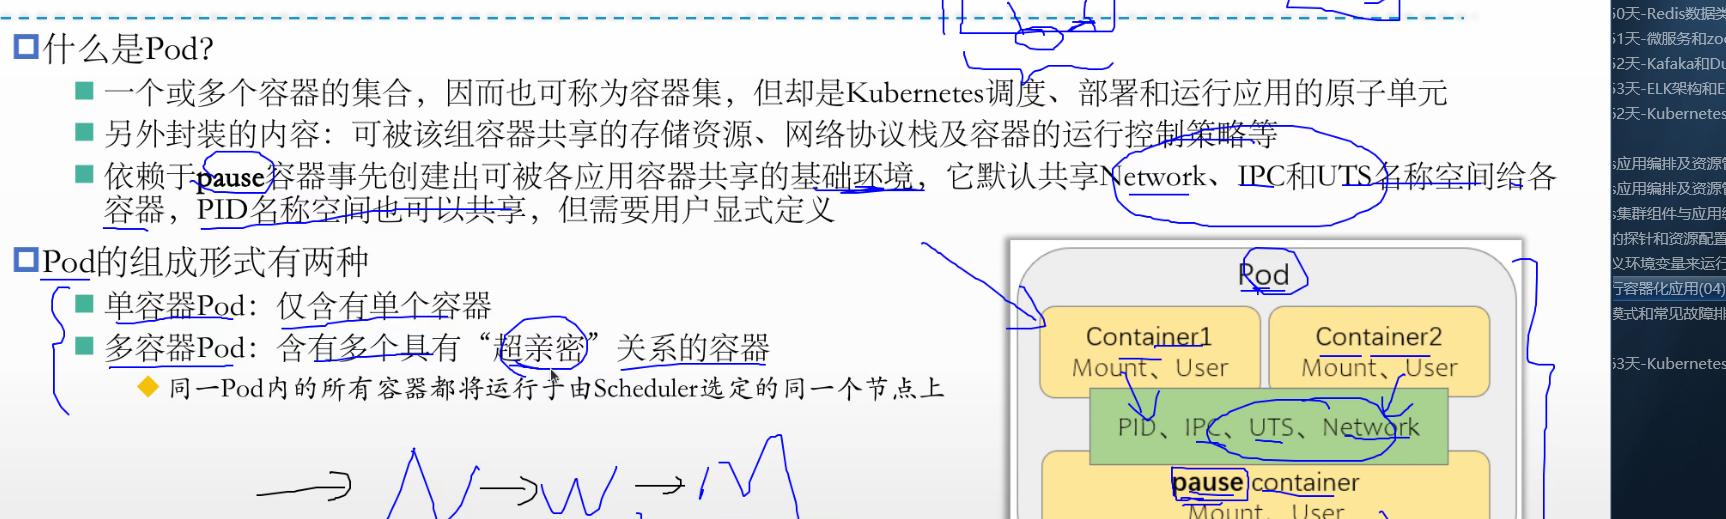 什么是Pod?
一个或多个容器的集合，因而也可称为容器集，但却是Kubernetes调度、部署和运行应用的原子单元
另外封装的内容：可被该组容器共享的存储资源、网络协议栈及容器的运行控制策略等
依赖于pause容器事先创建出可被各应用容器共享的基础环境，它默认共享Network、IPC和UTS名称空间给各
容器，PID名称空间也可以共享，但需要用户显式定义
Pod的组成形式有两种
单容器Pod：仅含有单个容器
多容器Pod：含有多个具有“超亲密”关系的容器
同一Pod内的所有容器都将运行于由Scheduler选定的同一个节点上
Pod
Container1
Mount、User
Container2
Mount、User
PID、IPC、UTS、Network
pause container
Mount、User
50天-Redis数据类
51天-微服务和zoo
52天-Kafaka和Du
53天-ELK架构和E
52天-Kubernetes
应用编排及资源管
应用编排及资源管
集群组件与应用编
的探针和资源配置
义环境变量来运行
行容器化应用(04)
模式和常见故障排
53天-Kubernetes